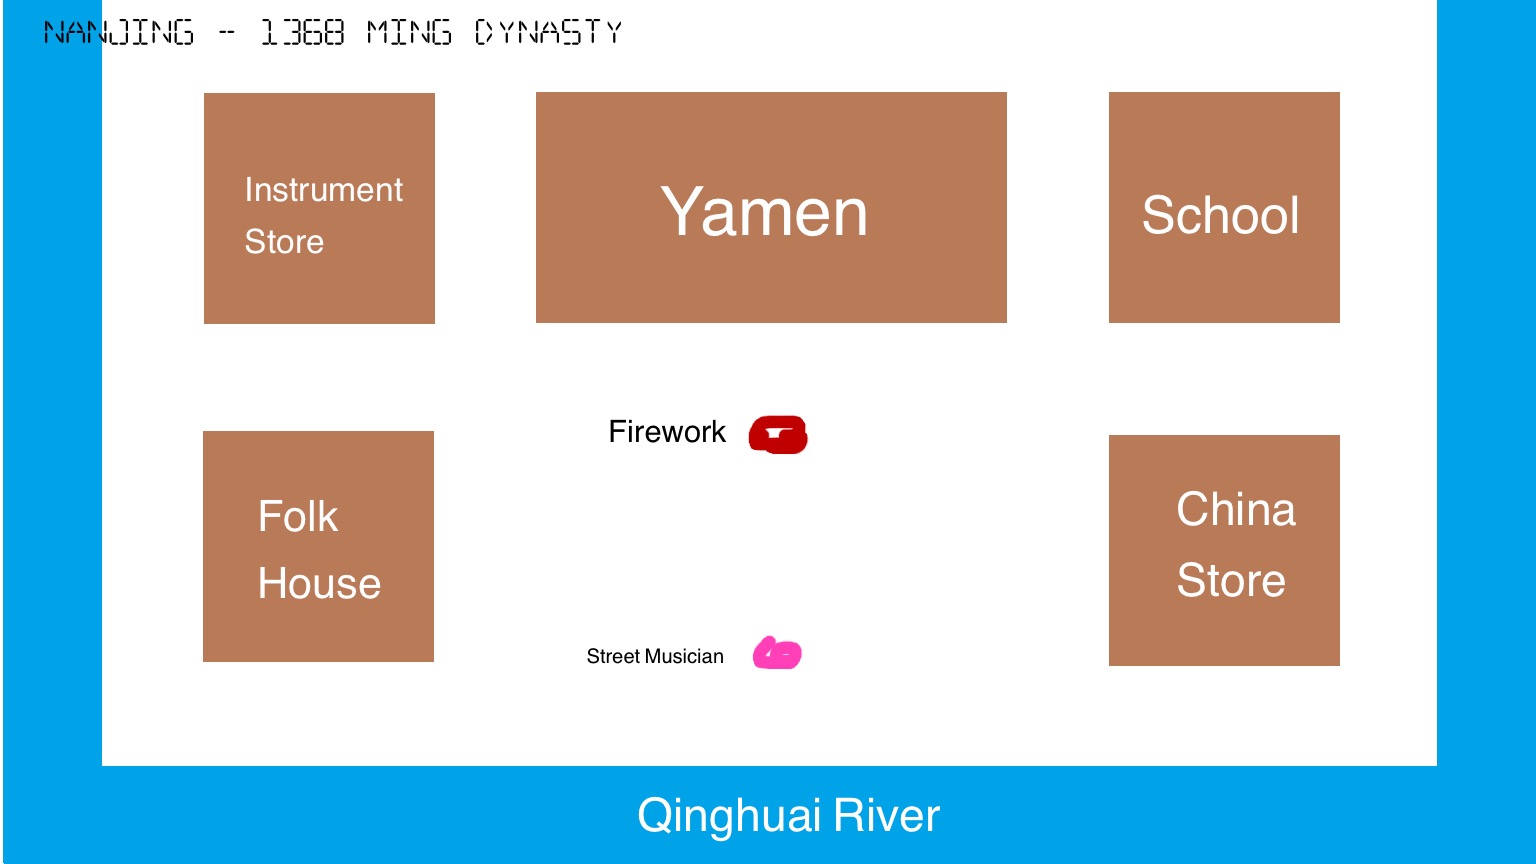 NANJING -- 1368 MING DYNASTY
Instrument
Store
Yamen
School
Firework
Folk
House
China
Store
Street Musician
Qinghuai River